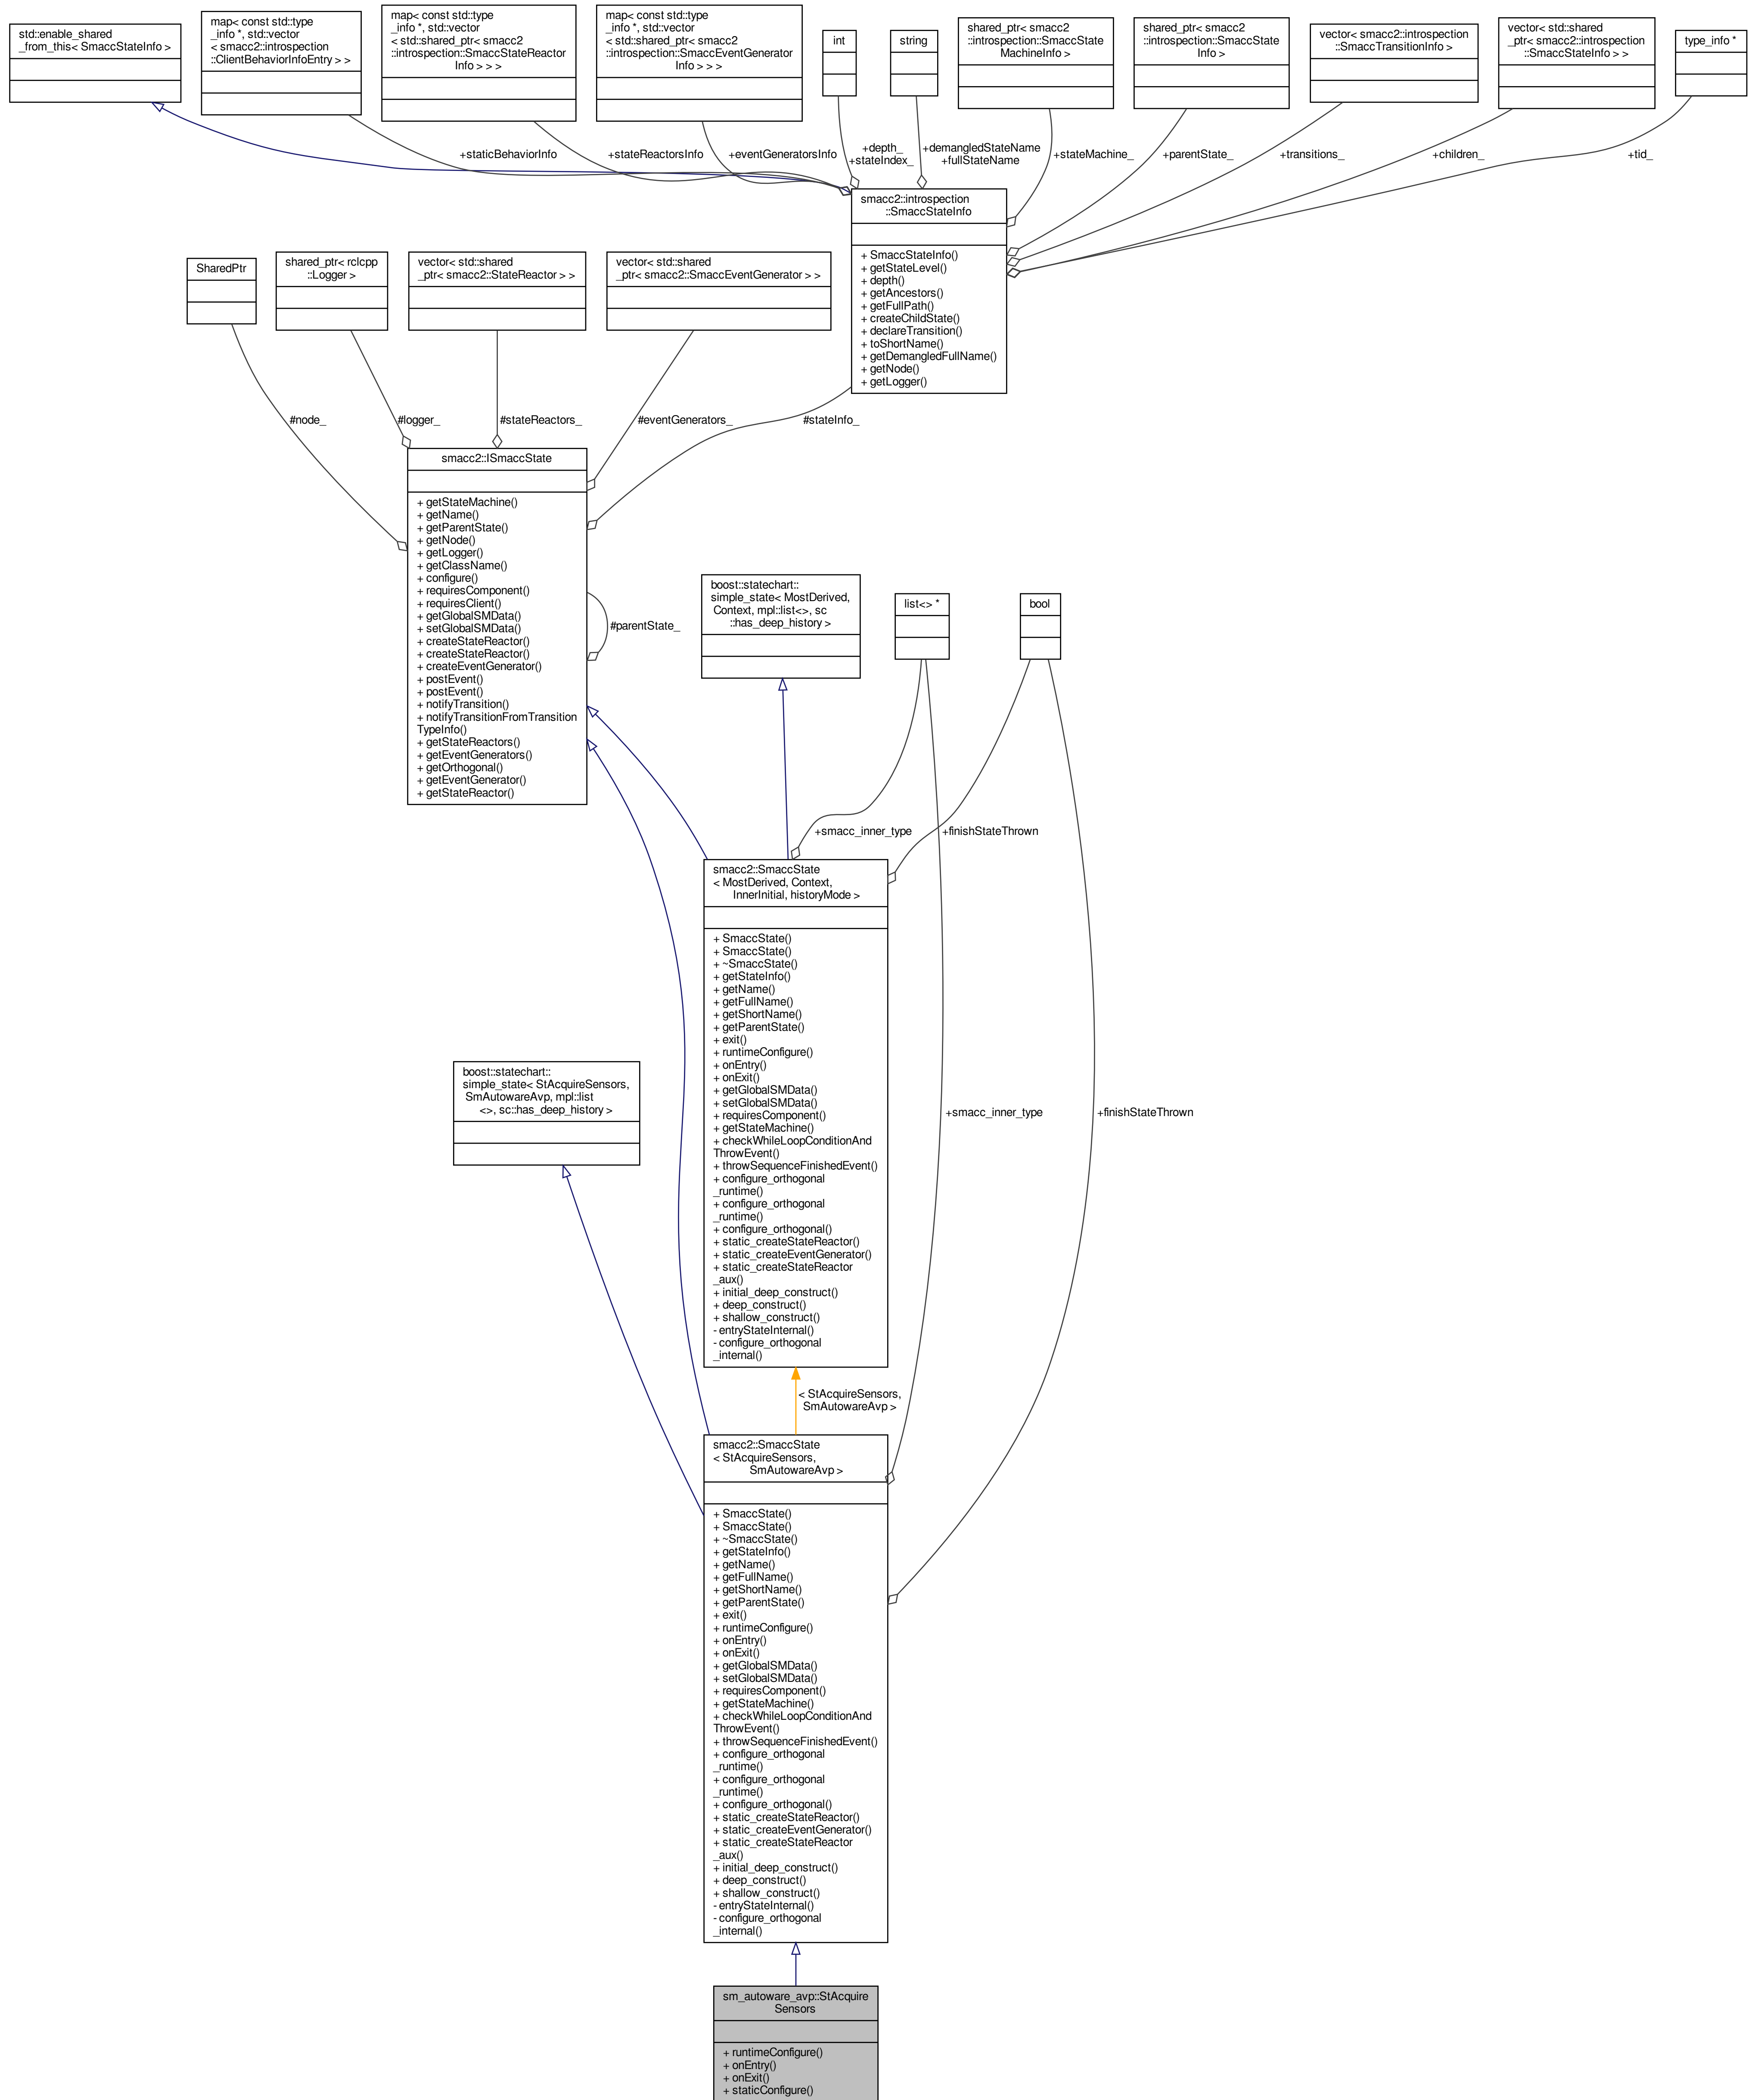 std::enable_shared
_from_this< SmaccStateInfo >
map< const std::type
_info *, std::vector
< smacc2::introspection
::ClientBehaviorInfoEntry > >
map< const std::type
_info *, std::vector
< std::shared_ptr< smacc2
::introspection::SmaccStateReactor
Info > > >
map< const std::type
_info *, std::vector
< std::shared_ptr< smacc2
::introspection::SmaccEventGenerator
Info > > >
int
string
shared_ptr< smacc2
::introspection::SmaccState
MachineInfo >
shared_ptr< smacc2
::introspection::SmaccState
Info >
vector< smacc2::introspection
::SmaccTransitionInfo >
vector< std::shared
_ptr< smacc2::introspection
::SmaccStateInfo > >
type_info *
+staticBehaviorInfo
+stateReactorsInfo
+eventGeneratorsInfo
+depth_
+stateIndex_
+demangledStateName
+fullStateName
+stateMachine_
+parentState_
+transitions_
+children_
+tid_
smacc2::introspection
::SmaccStateInfo
+ SmaccStateInfo()
+ getStateLevel()
+ depth()
+ getAncestors()
+ getFullPath()
+ createChildState()
+ declareTransition()
+ toShortName()
+ getDemangledFullName()
+ getNode()
+ getLogger()
SharedPtr
shared_ptr< rclcpp
::Logger >
vector< std::shared
_ptr< smacc2::StateReactor > >
vector< std::shared
_ptr< smacc2::SmaccEventGenerator > >
#node_
#logger_
#stateReactors_
#eventGenerators_
#stateInfo_
smacc2::ISmaccState
+ getStateMachine()
+ getName()
+ getParentState()
+ getNode()
+ getLogger()
+ getClassName()
+ configure()
+ requiresComponent()
+ requiresClient()
+ getGlobalSMData()
+ setGlobalSMData()
+ createStateReactor()
+ createStateReactor()
+ createEventGenerator()
+ postEvent()
+ postEvent()
+ notifyTransition()
+ notifyTransitionFromTransition
TypeInfo()
+ getStateReactors()
+ getEventGenerators()
+ getOrthogonal()
+ getEventGenerator()
+ getStateReactor()
#parentState_
boost::statechart::
simple_state< MostDerived,
Context, mpl::list<>, sc
::has_deep_history >
list<> *
bool
+smacc_inner_type
+finishStateThrown
smacc2::SmaccState
< MostDerived, Context,
InnerInitial, historyMode >
+ SmaccState()
+ SmaccState()
+ ~SmaccState()
+ getStateInfo()
+ getName()
+ getFullName()
+ getShortName()
+ getParentState()
+ exit()
+ runtimeConfigure()
+ onEntry()
+ onExit()
+ getGlobalSMData()
+ setGlobalSMData()
+ requiresComponent()
+ getStateMachine()
+ checkWhileLoopConditionAnd
ThrowEvent()
+ throwSequenceFinishedEvent()
+ configure_orthogonal
_runtime()
+ configure_orthogonal
_runtime()
+ configure_orthogonal()
+ static_createStateReactor()
+ static_createEventGenerator()
+ static_createStateReactor
_aux()
+ initial_deep_construct()
+ deep_construct()
+ shallow_construct()
- entryStateInternal()
- configure_orthogonal
_internal()
boost::statechart::
simple_state< StAcquireSensors,
SmAutowareAvp, mpl::list
<>, sc::has_deep_history >
+smacc_inner_type
+finishStateThrown
< StAcquireSensors,
SmAutowareAvp >
smacc2::SmaccState
< StAcquireSensors,
SmAutowareAvp >
+ SmaccState()
+ SmaccState()
+ ~SmaccState()
+ getStateInfo()
+ getName()
+ getFullName()
+ getShortName()
+ getParentState()
+ exit()
+ runtimeConfigure()
+ onEntry()
+ onExit()
+ getGlobalSMData()
+ setGlobalSMData()
+ requiresComponent()
+ getStateMachine()
+ checkWhileLoopConditionAnd
ThrowEvent()
+ throwSequenceFinishedEvent()
+ configure_orthogonal
_runtime()
+ configure_orthogonal
_runtime()
+ configure_orthogonal()
+ static_createStateReactor()
+ static_createEventGenerator()
+ static_createStateReactor
_aux()
+ initial_deep_construct()
+ deep_construct()
+ shallow_construct()
- entryStateInternal()
- configure_orthogonal
_internal()
sm_autoware_avp::StAcquire
Sensors
+ runtimeConfigure()
+ onEntry()
+ onExit()
+ staticConfigure()